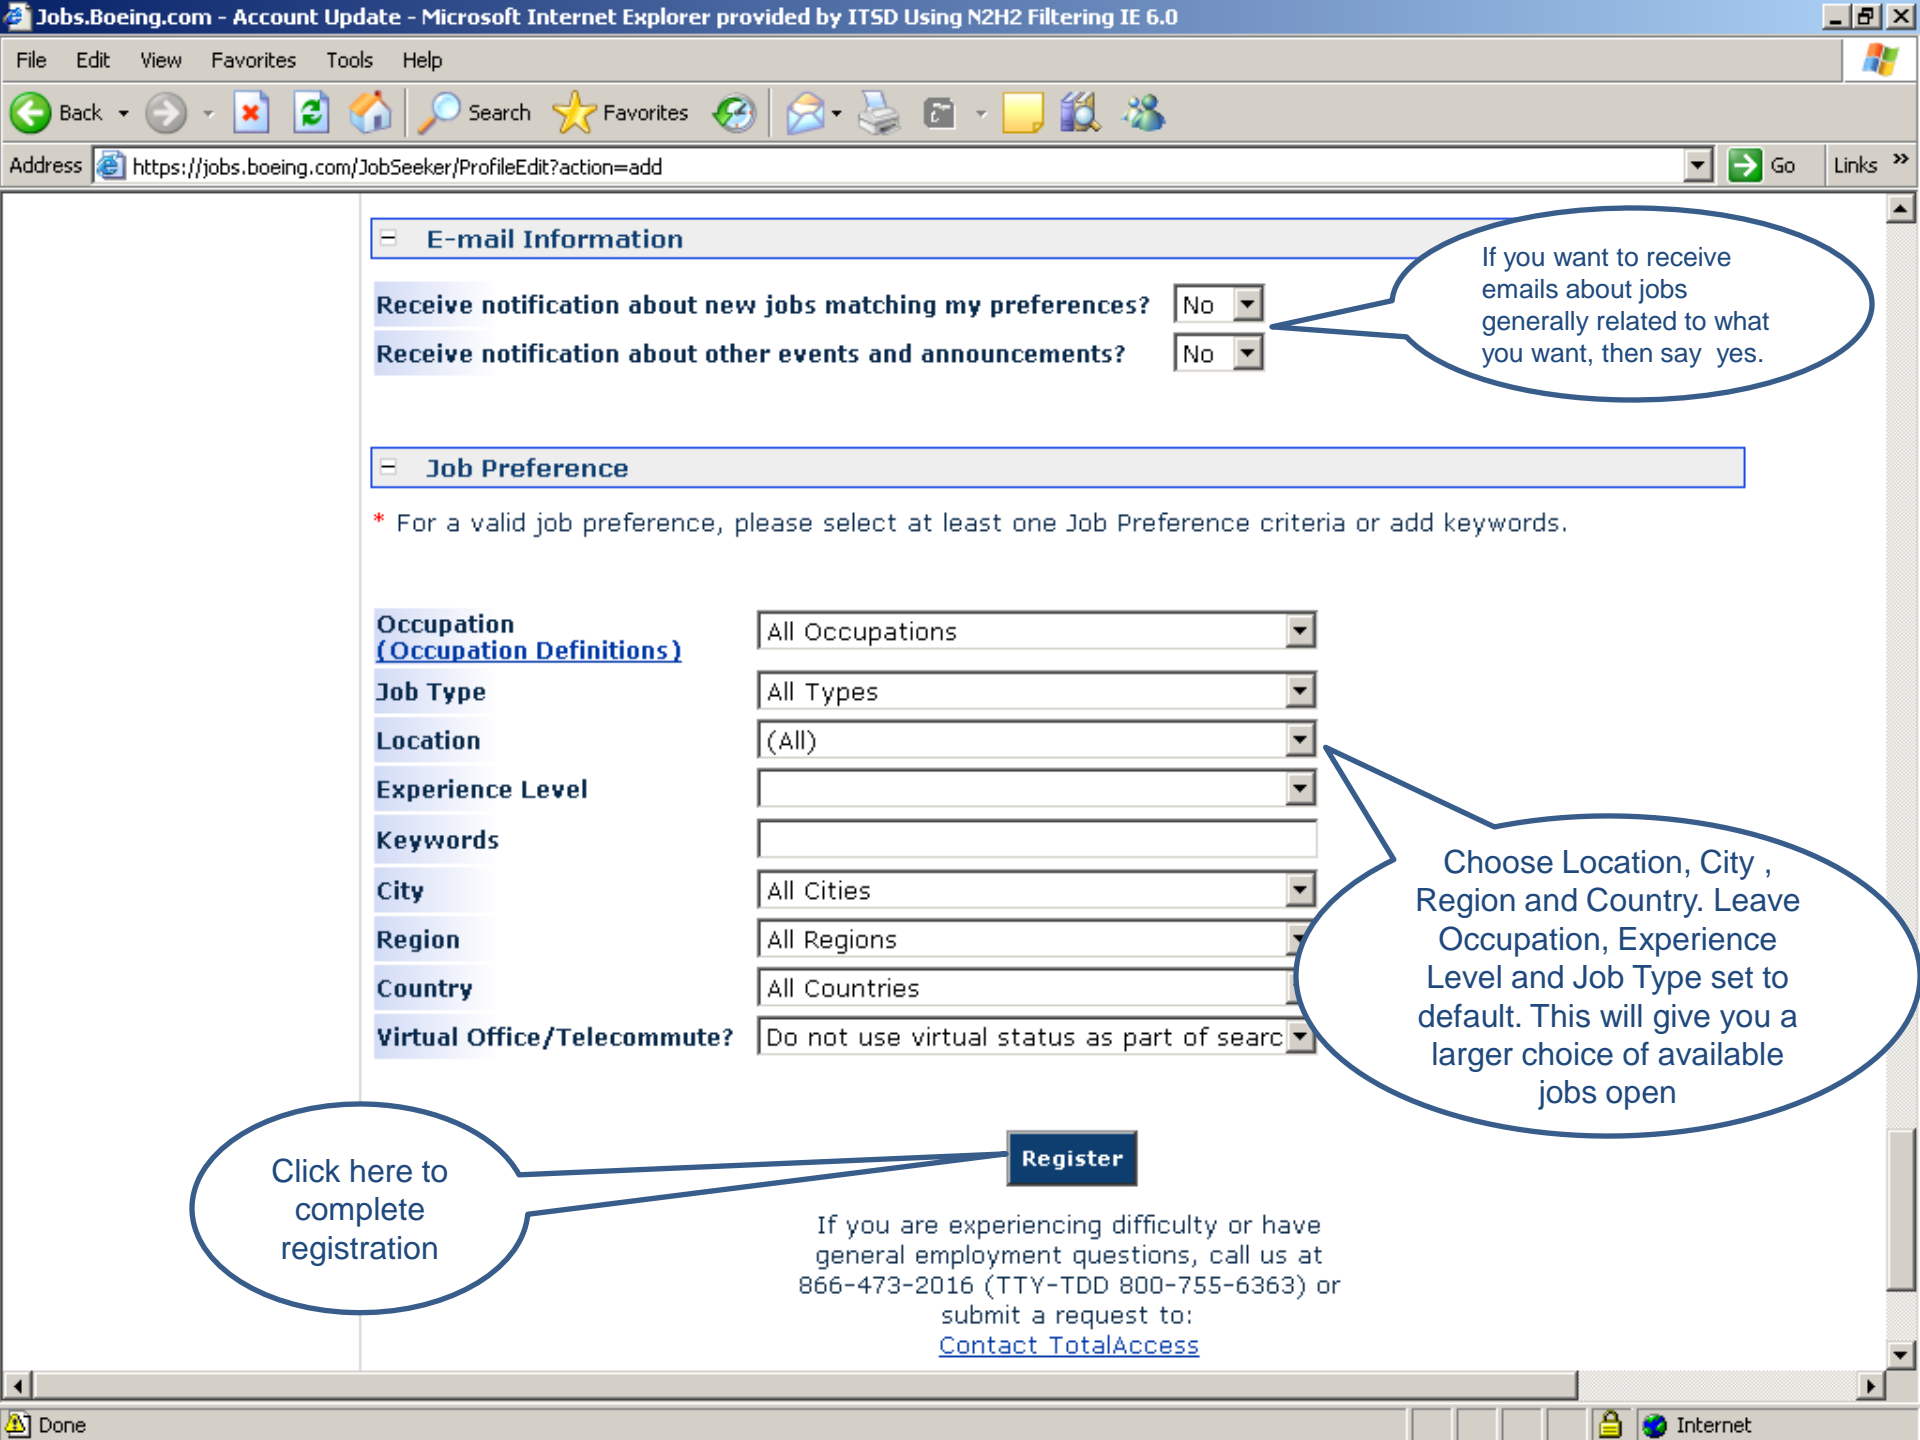 Jobs.Boeing.com - Account Update - Microsoft Internet Explorer provided by ITSD Using N2H2 Filtering IE 6.0
File Edit View Favorites Tools Help
Back Search Favorites
Address https://jobs.boeing.com/JobSeeker/ProfileEdit?action=add Go Links »
E-mail Information
Receive notification about new jobs matching my preferences? No
Receive notification about other events and announcements? No
If you want to receive
emails about jobs
generally related to what
you want, then say yes.
Job Preference
* For a valid job preference, please select at least one Job Preference criteria or add keywords.
Occupation All Occupations
(Occupation Definitions)
Job Type All Types
Location (All)
Experience Level
Keywords
City All Cities
Region All Regions
Country All Countries
Virtual Office/Telecommute? Do not use virtual status as part of searc
Choose Location, City ,
Region and Country. Leave
Occupation, Experience
Level and Job Type set to
default. This will give you a
larger choice of available
jobs open
Click here to
complete
registration
Register
If you are experiencing difficulty or have
general employment questions, call us at
866-473-2016 (TTY-TDD 800-755-6363) or
submit a request to:
Contact TotalAccess
Done Internet